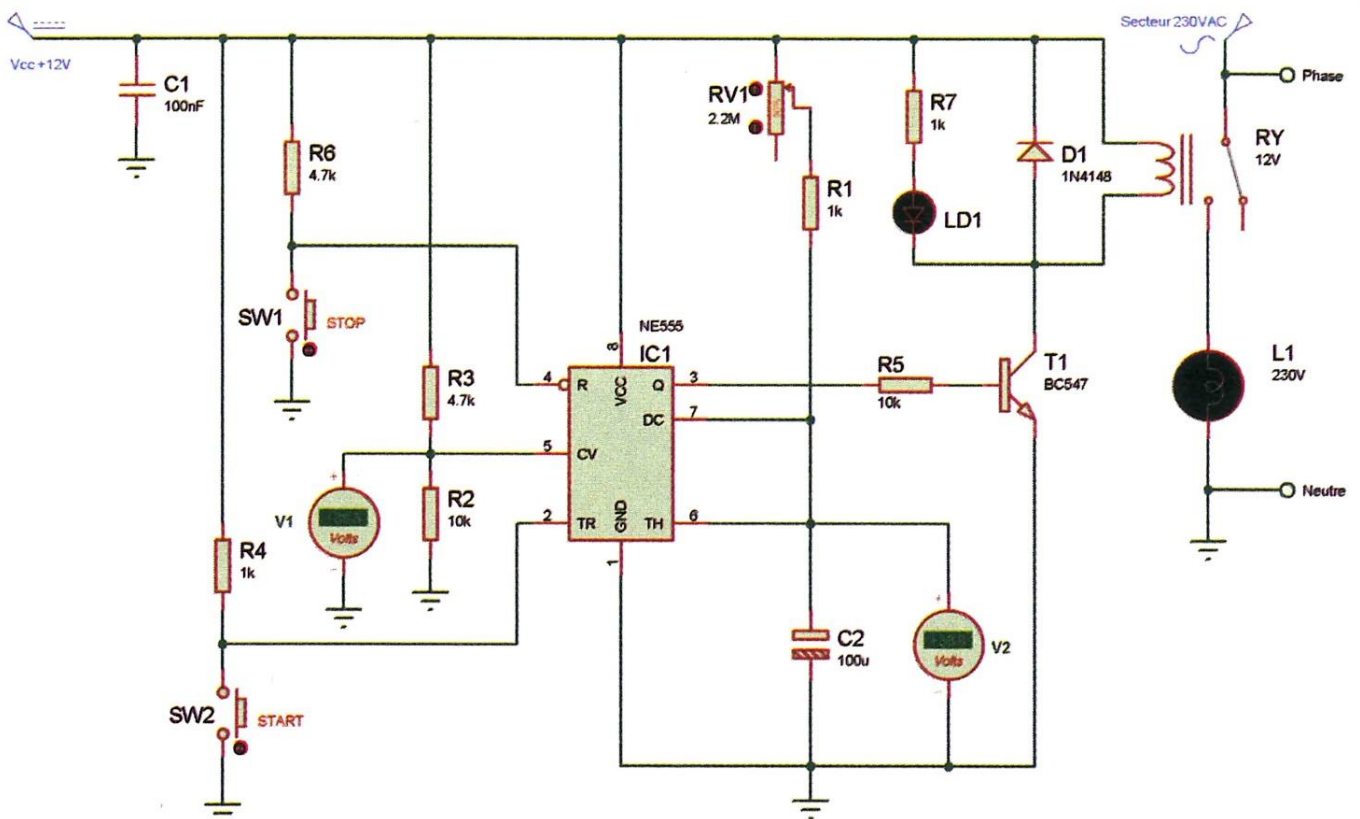 Secteur 230VAC
Vcc +12V
C1
100nF
R6
4.7k
RV1
2.2M
R7
1k
D1
1N4148
RY
12V
Phase
R1
1k
LD1
SW1
STOP
NE555
IC1
R3
4.7k
4
R
VCC
8
Q
3
DC
7
R5
10k
T1
BC547
L1
230V
5
CV
V1
Volts
R2
10k
2
TR
GND
1
TH
6
Neutre
R4
1k
C2
100u
V2
Volts
SW2
START